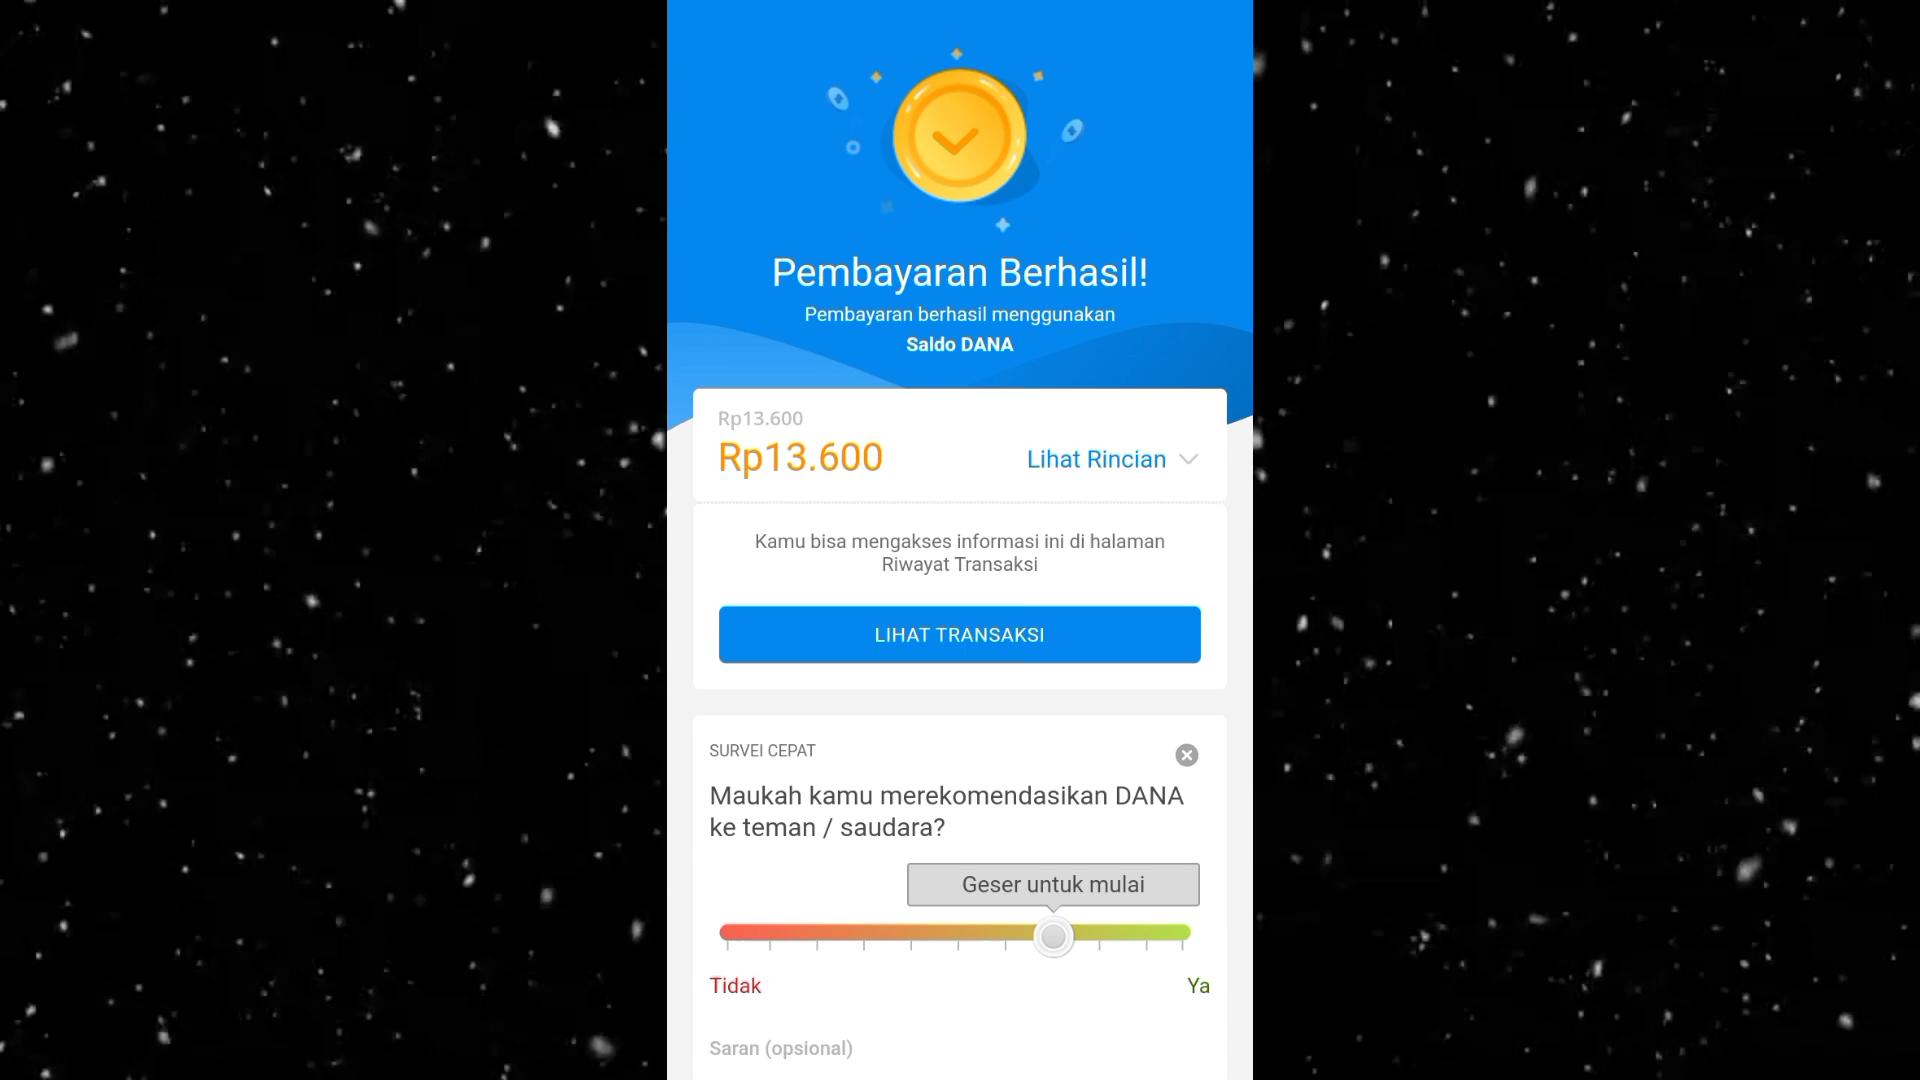 Pembayaran Berhasil!
Pembayaran berhasil menggunakan
Saldo DANA
Rp13.600
Rp13.600
Lihat Rincian
Kamu bisa mengakses informasi ini di halaman
Riwayat Transaksi
LIHAT TRANSAKSI
SURVEI CEPAT
Maukah kamu merekomendasikan DANA
ke teman / saudara?
Geser untuk mulai
Tidak
Ya
Saran (opsional)